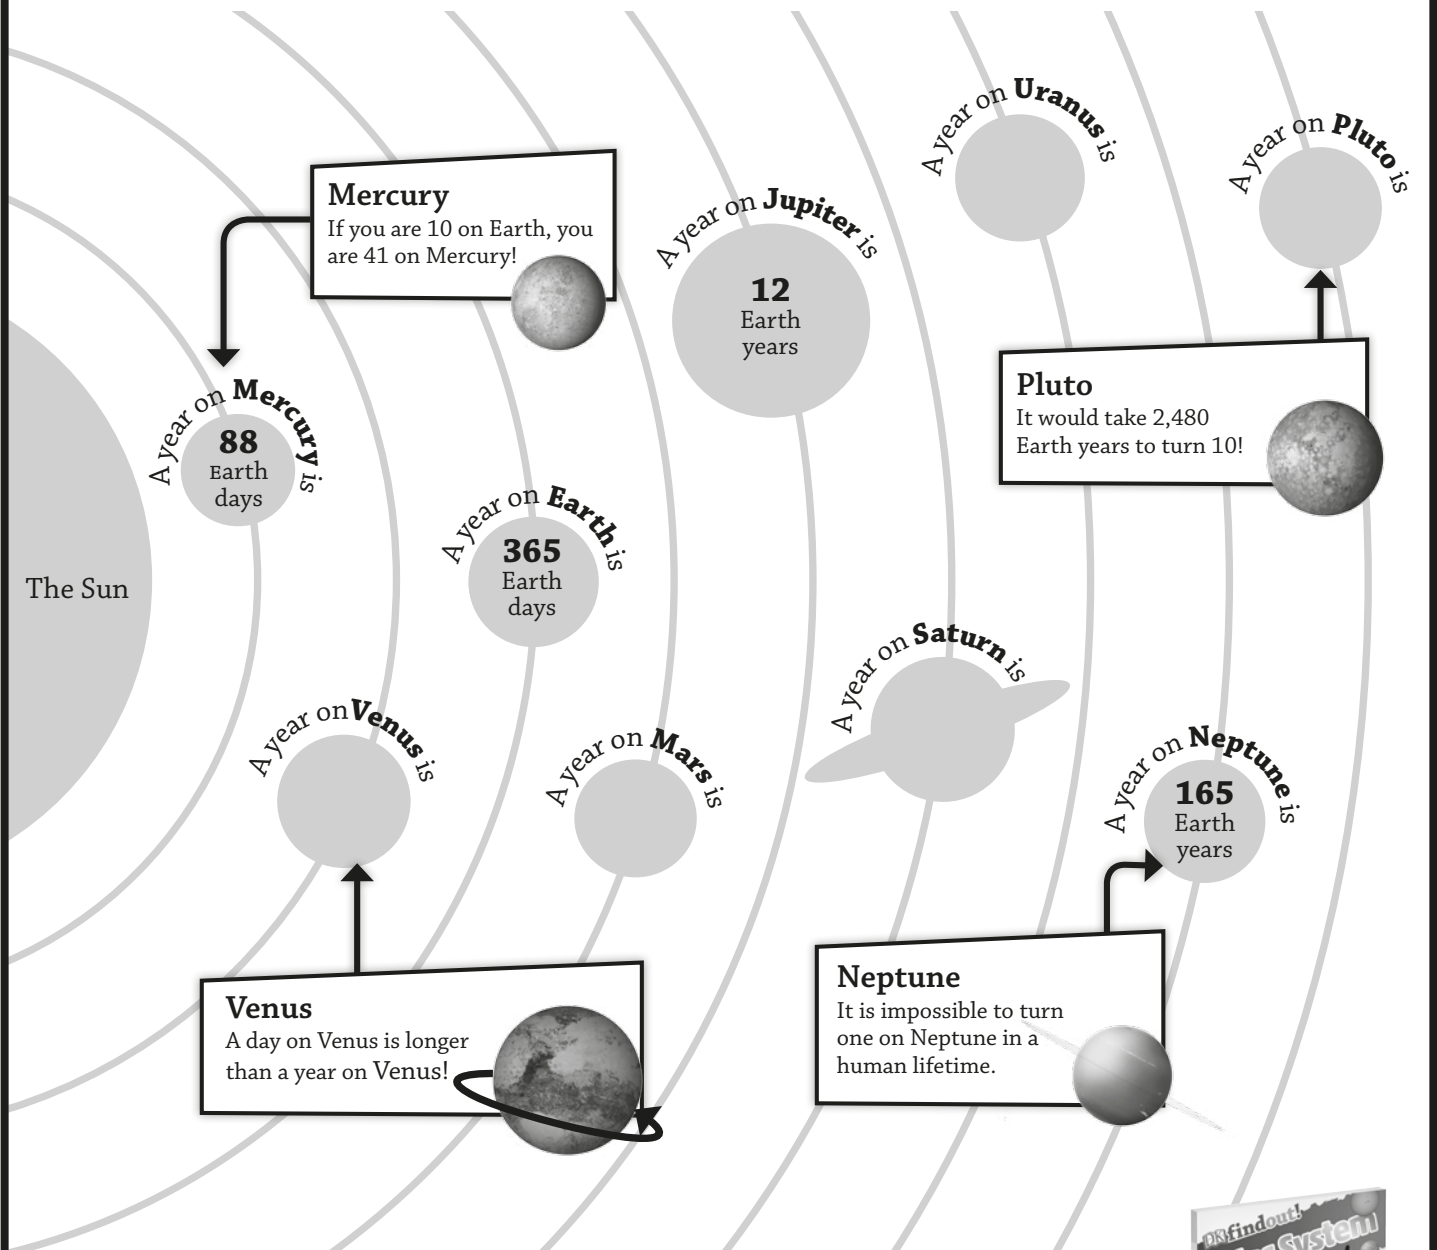 A year on Uranus is
A year on Pluto is
Mercury
If you are 10 on Earth, you
are 41 on Mercury!
A year on Jupiter is
12
Earth
years
Pluto
It would take 2,480
Earth years to turn 10!
A year on Mercury is
88
Earth
days
A year on Earth is
365
Earth
days
The Sun
A year on Saturn is
A year on Venus is
A year on Mars is
A year on Neptune is
165
Earth
years
Venus
A day on Venus is longer
than a year on Venus!
Neptune
It is impossible to turn
one on Neptune in a
human lifetime.
DK findout!
System